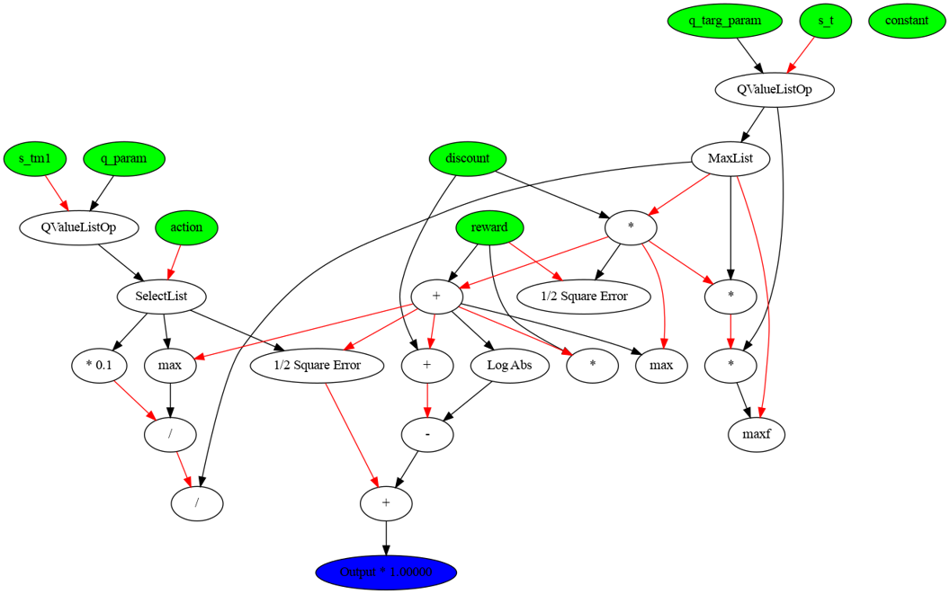 q_targ_param
s_t
constant
QValueListOp
s_tm1
q_param
discount
MaxList
QValueListOp
action
reward
*
SelectList
+
1/2 Square Error
*
* 0.1
max
1/2 Square Error
+
Log Abs
*
max
*
/
-
maxf
/
+
Output * 1.00000